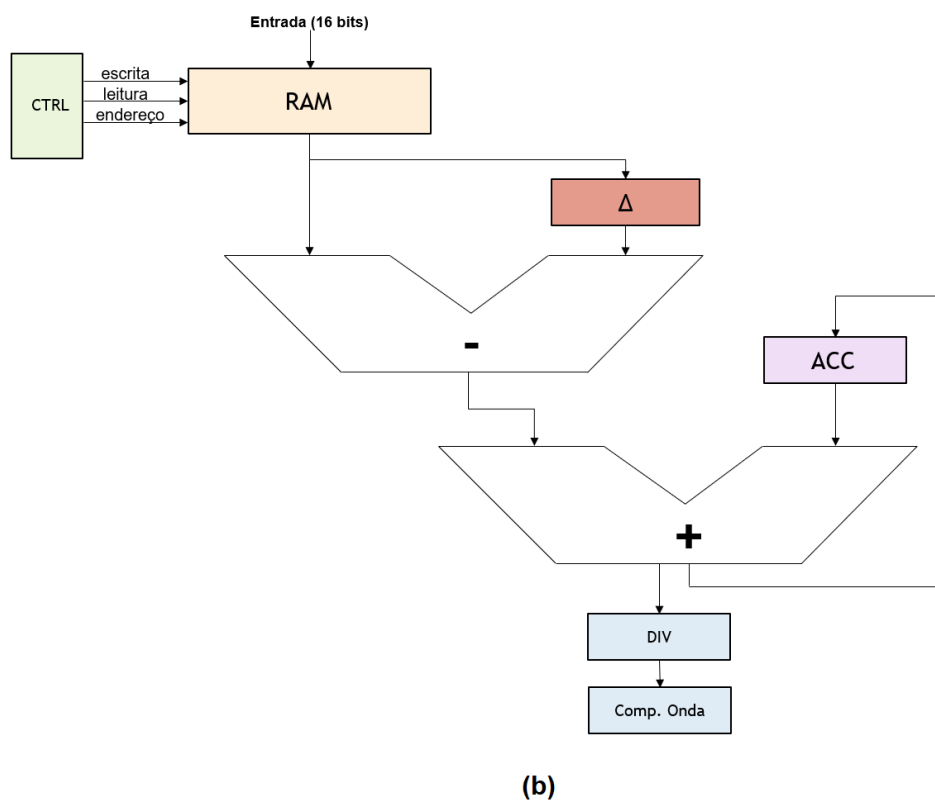 Entrada (16 bits)
CTRL
escrita
leitura
endereço
RAM
Δ
-
ACC
+
DIV
Comp. Onda
(b)